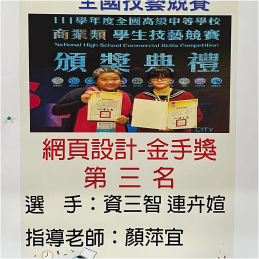 全國技藝競賽
111學年度全國高級中等學校
商業類 學生技藝競賽
National High School Commercial Skills Competition
頒獎典禮
CITY
網頁設計-金手獎
第三名
選 手：資三智 連卉媗
指導老師：顏萍宜